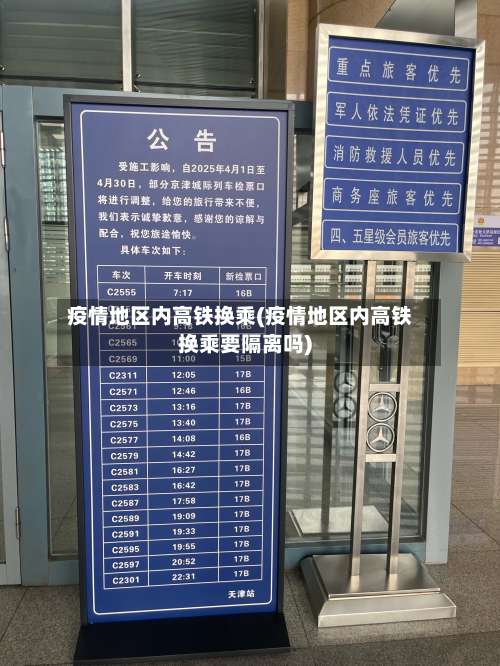 公告
受施工影响，自2025年4月1日至
4月30日，部分京津城际列车检票口
将进行调整，给您的旅行带来不便，
我们表示诚挚歉意，感谢您的谅解与
配合，祝您旅途愉快。
具体车次如下：
车次 开车时刻 新检票口
C2555 7:17 16B
疫情地区内高铁换乘(疫情地区内高铁
换乘要隔离吗)
C2565
C2569 11:00 15B
C2311 12:05 17B
C2571 12:46 16B
C2573 13:16 17B
C2575 13:40 17B
C2577 14:08 16B
C2579 14:42 17B
C2581 16:27 17B
C2583 16:42 17B
C2587 17:58 17B
C2589 19:09 17B
C2591 19:33 17B
C2595 19:55 17B
C2597 20:52 17B
C2301 22:31 17B
天津站
重点旅客优先
军人依法凭证优先
消防救援人员优先
商务座旅客优先
四、五星级会员旅客优先